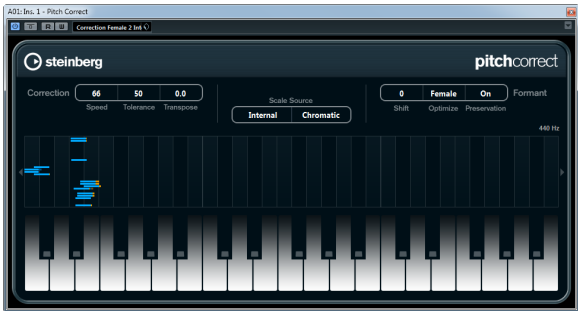 A01: Ins. 1 - Pitch Correct
R W Correction Female 2 Inti
steinberg pitchcorrect
Correction 66 50 0.0 0 Female On Formant
Speed Tolerance Transpose Scale Source Shift Optimize Preservation
Internal Chromatic
440 Hz